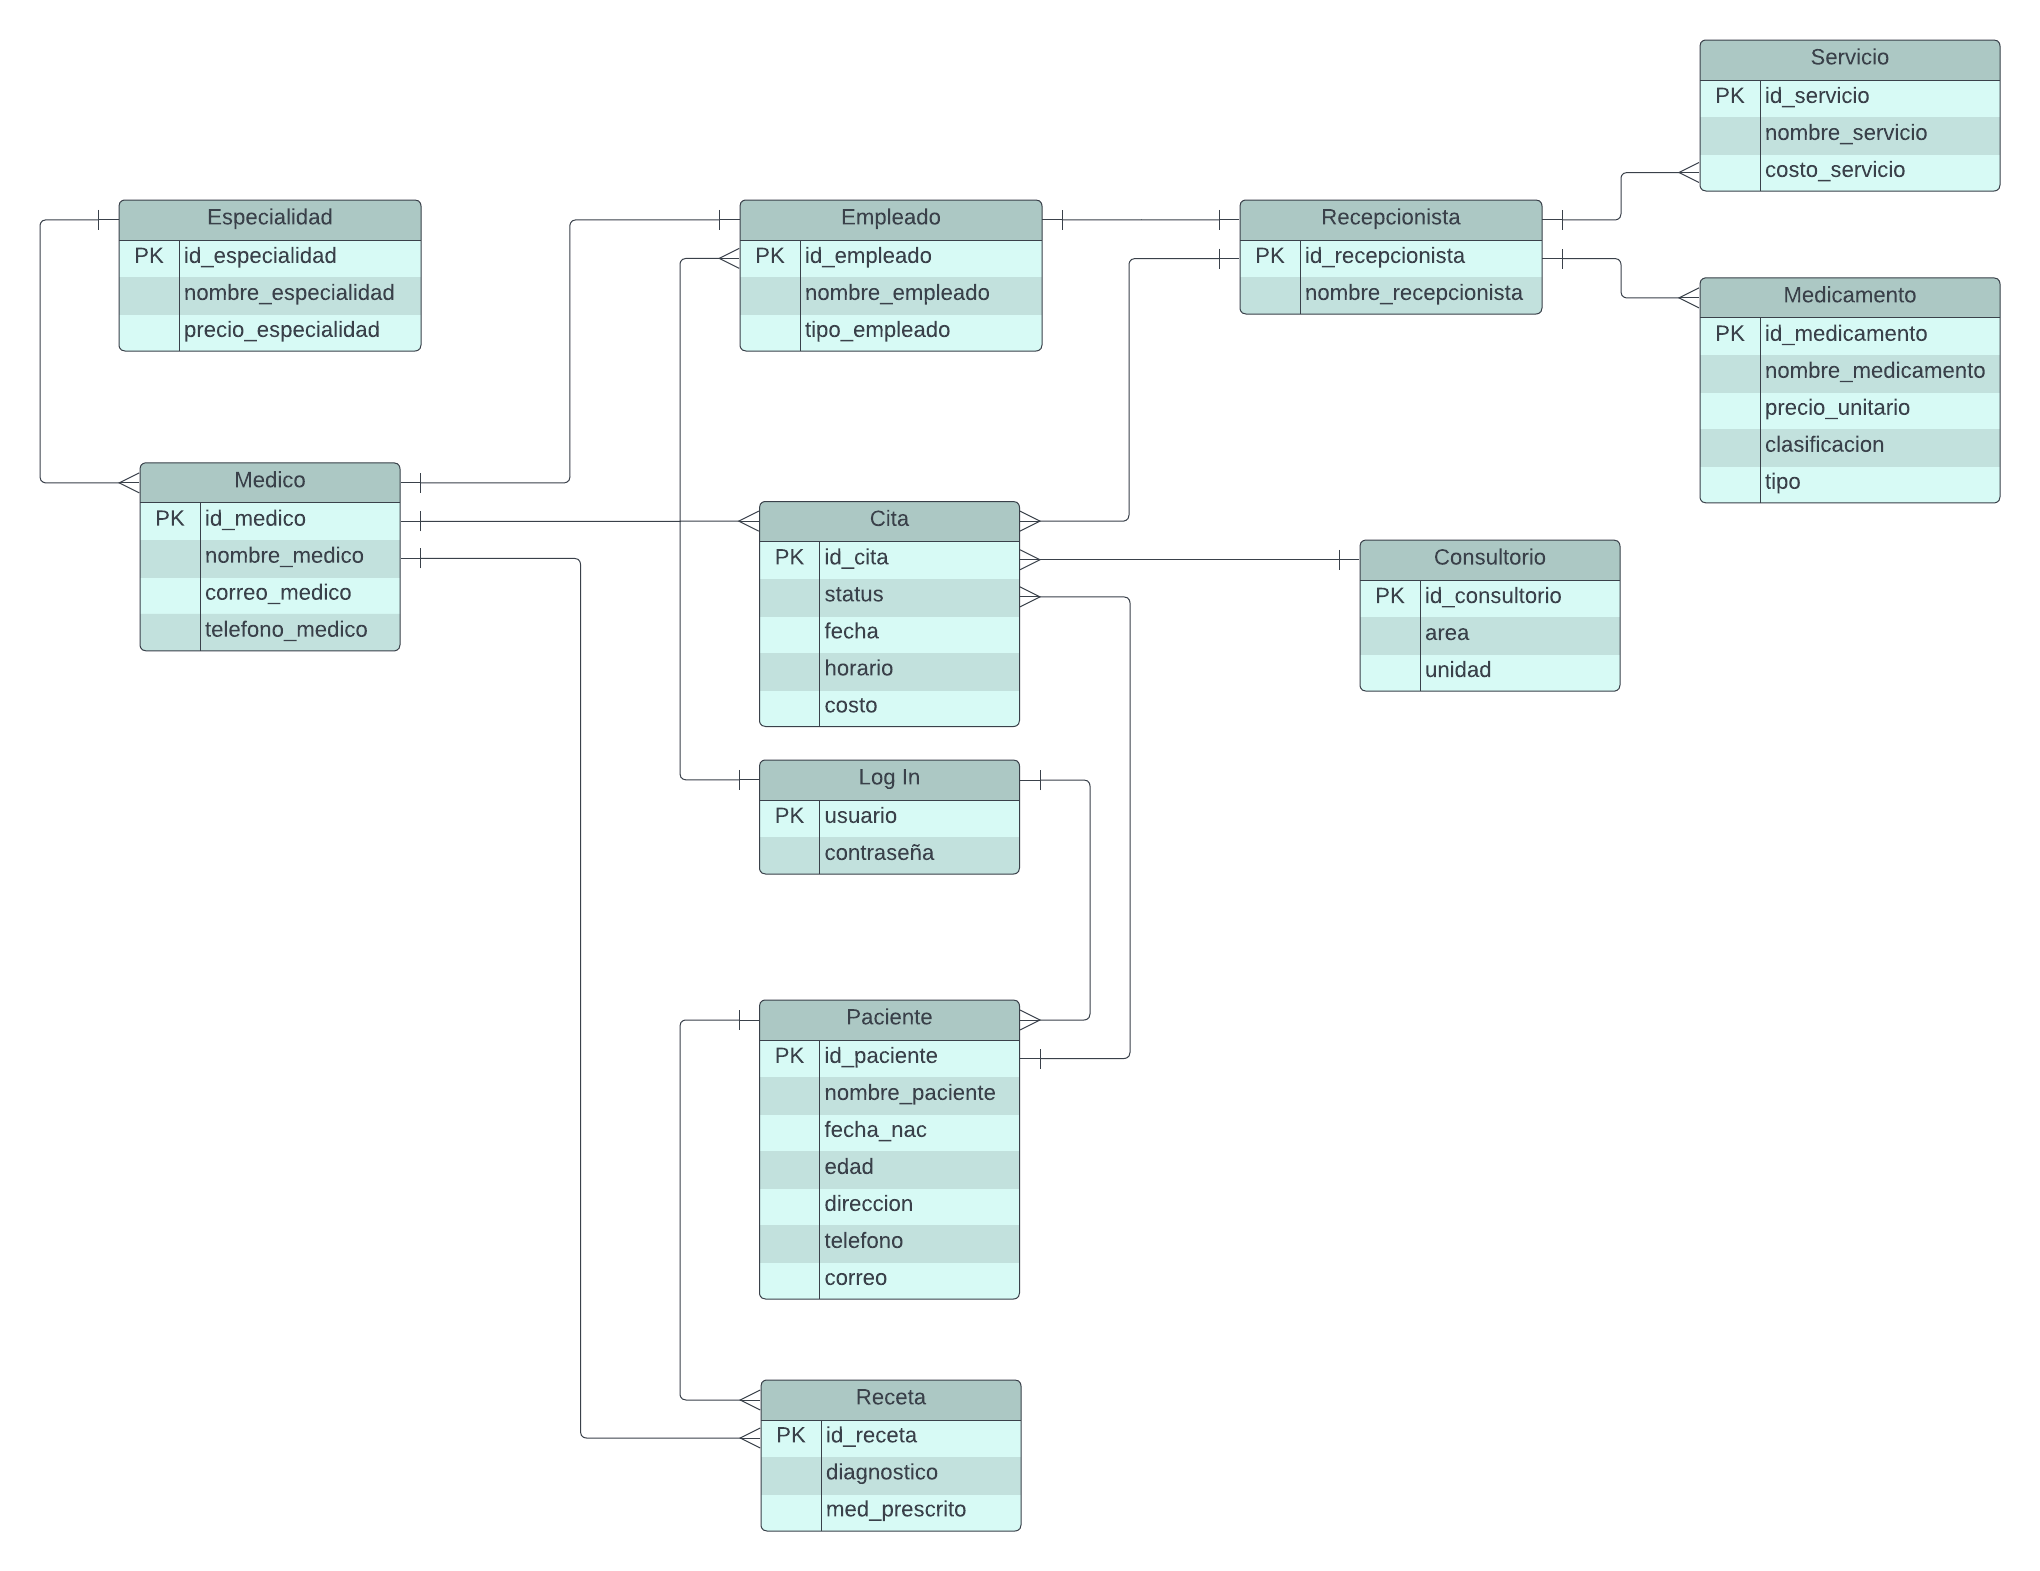 Servicio
PK id_servicio
nombre_servicio
costo_servicio
Especialidad
PK id_especialidad
nombre_especialidad
precio_especialidad
Empleado
PK id_empleado
nombre_empleado
tipo_empleado
Recepcionista
PK id_recepcionista
nombre_recepcionista
Medicamento
PK id_medicamento
nombre_medicamento
precio_unitario
clasificacion
tipo
Medico
PK id_medico
nombre_medico
correo_medico
telefono_medico
Cita
PK id_cita
status
fecha
horario
costo
Consultorio
PK id_consultorio
area
unidad
Log In
PK usuario
contraseña
Paciente
PK id_paciente
nombre_paciente
fecha_nac
edad
direccion
telefono
correo
Receta
PK id_receta
diagnostico
med_prescrito